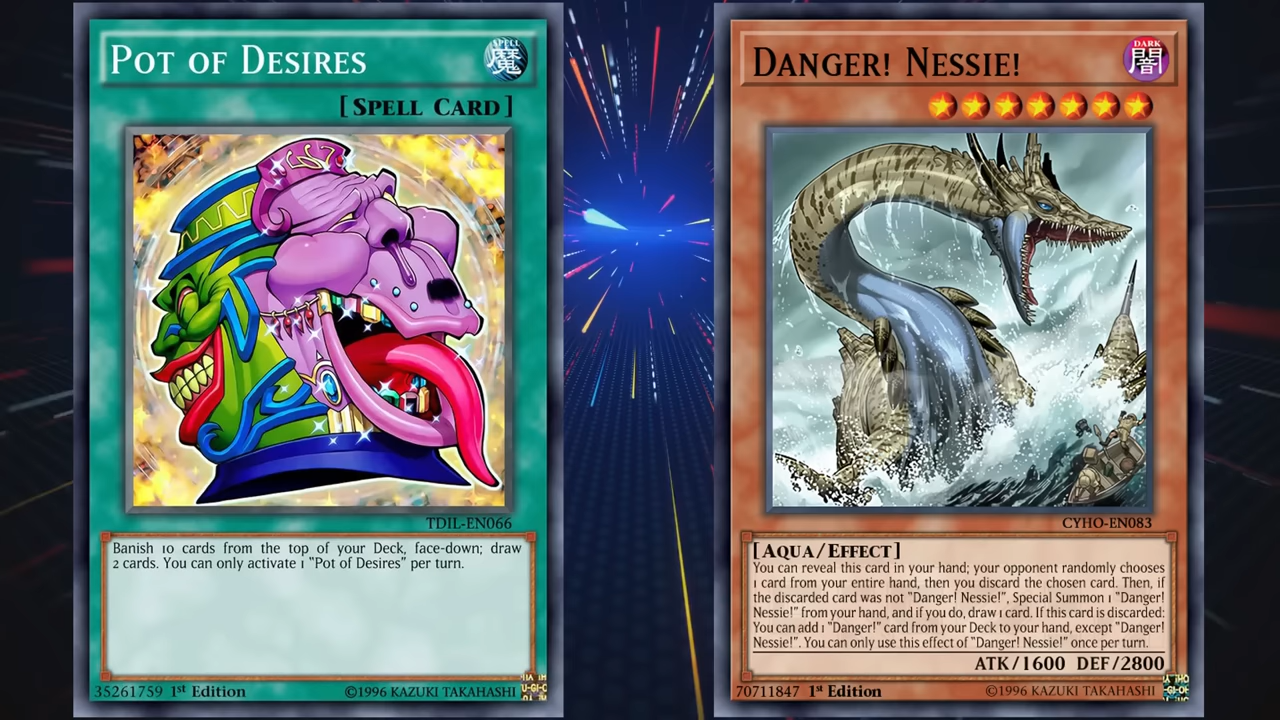 Pot of Desires
SPELL
魔
[Spell Card]
TDIL-EN066
Banish 10 cards from the top of your Deck, face-down; draw
2 cards. You can only activate 1 "Pot of Desires" per turn.
35261759 1st Edition
©1996 KAZUKI TAKAHASHI
Danger! Nessie!
DARK
闇
CYHO-EN083
[Aqua/Effect]
You can reveal this card in your hand; your opponent randomly chooses
1 card from your entire hand, then you discard the chosen card. Then, if
the discarded card was not "Danger! Nessie!", Special Summon 1 "Danger!
Nessie!" from your hand, and if you do, draw 1 card. If this card is discarded:
You can add 1 "Danger!" card from your Deck to your hand, except "Danger!
Nessie!". You can only use this effect of "Danger! Nessie!" once per turn.
ATK/1600 DEF/2800
70711847 1st Edition
©1996 KAZUKI TAKAHASHI